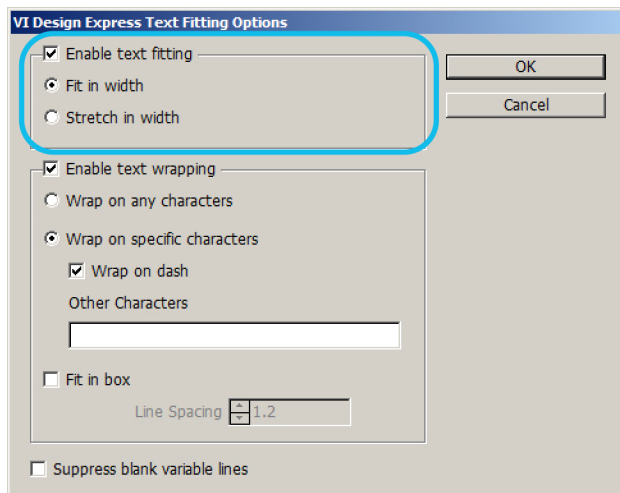 VI Design Express Text Fitting Options
Enable text fitting
OK
Fit in width
Cancel
Stretch in width
Enable text wrapping
Wrap on any characters
Wrap on specific characters
Wrap on dash
Other Characters
Fit in box
Line Spacing 1.2
Suppress blank variable lines